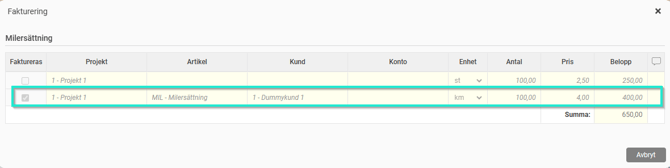 Fakturering
Milersättning
Faktureras Projekt Artikel Kund Konto Enhet Antal Pris Belopp
1 - Projekt 1 st 100,00 2,50 250,00
1 - Projekt 1 MIL - Milersättning 1 - Dummykund 1 km 100,00 4,00 400,00
Summa: 650,00
Avbryt